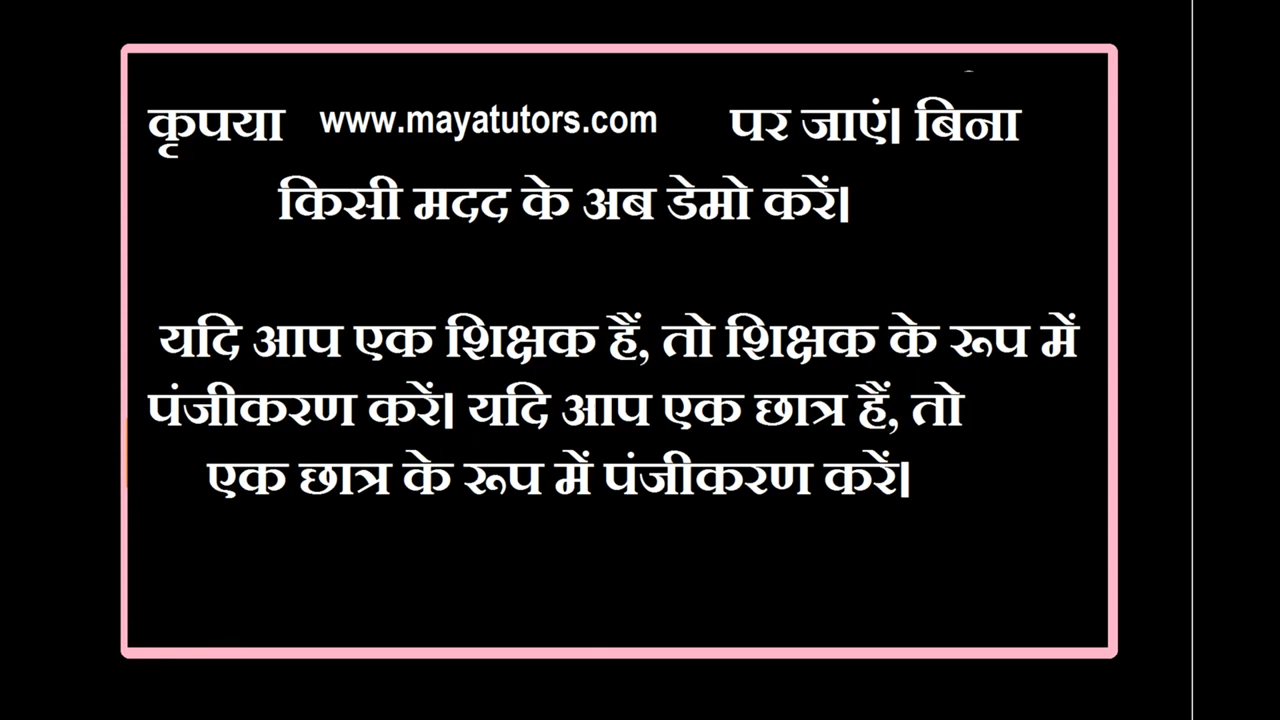 कृपया www.mayatutors.com पर जाएं। बिना
किसी मदद के अब डेमो करें।
यदि आप एक शिक्षक हैं, तो शिक्षक के रूप में
पंजीकरण करें। यदि आप एक छात्र हैं, तो
एक छात्र के रूप में पंजीकरण करें।